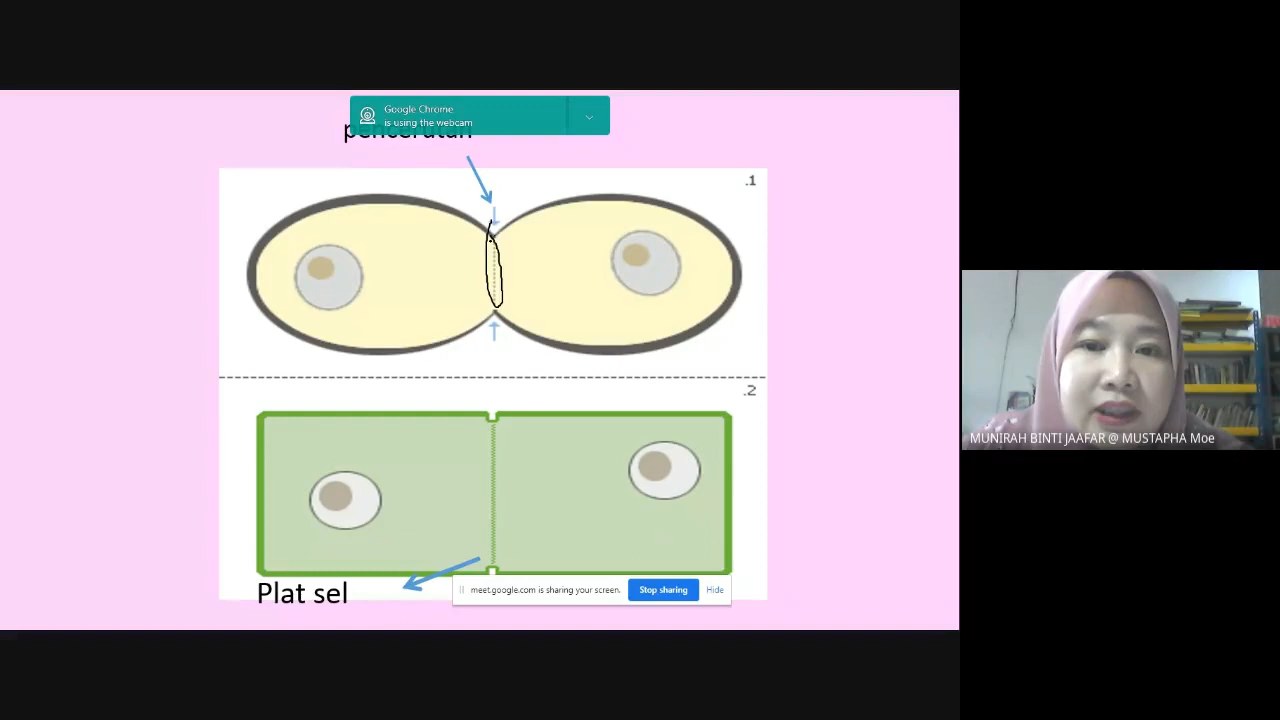 Google Chrome
is using the webcam
pencerutan
.1
.2
MUNIRAH BINTI JAAFAR @ MUSTAPHA Moe
Plat sel
meet.google.com is sharing your screen.
Stop sharing
Hide